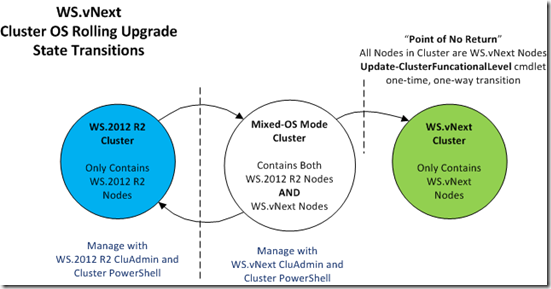 WS.vNext
Cluster OS Rolling Upgrade
State Transitions
“Point of No Return”
All Nodes in Cluster are WS.vNext Nodes
Update-ClusterFuncationalLevel cmdlet
one-time, one-way transition
WS.2012 R2
Cluster
Only Contains
WS.2012 R2
Nodes
Mixed-OS Mode
Cluster
Contains Both
WS.2012 R2 Nodes
AND
WS.vNext Nodes
WS.vNext
Cluster
Only Contains
WS.vNext
Nodes
Manage with
WS.2012 R2 CluAdmin and
Cluster PowerShell
Manage with
WS.vNext CluAdmin and
Cluster PowerShell